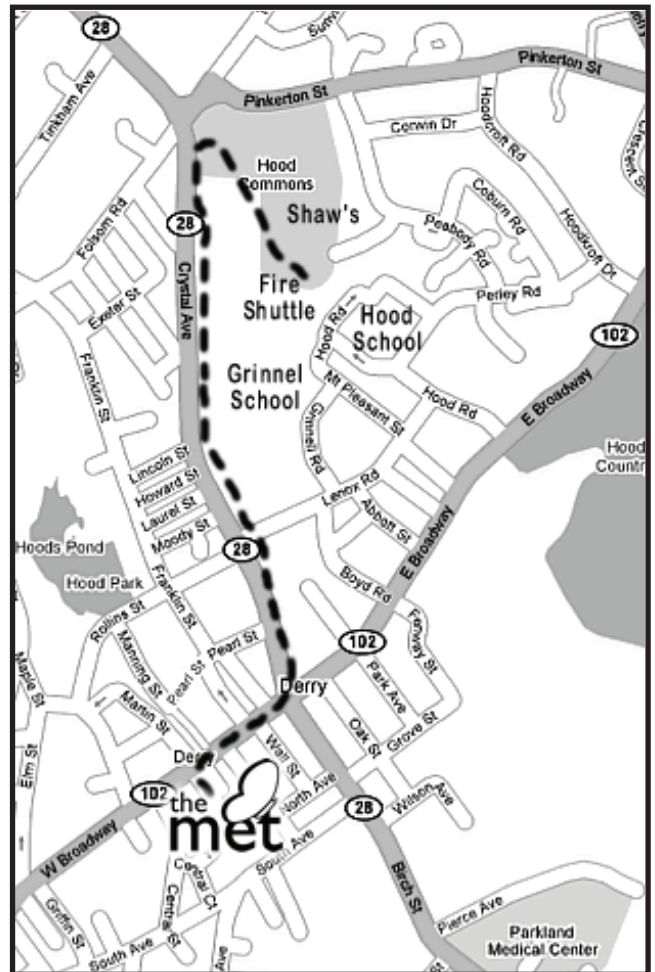 28
Tinkham Ave
Pinkerton St
Pinkerton St
Corwin Dr
Hoodcroft Rd
Hood
Commons
Shaw's
Coburn Rd
Peabody Rd
Hoodkroft Dr
Folsom Rd
28
Crystal Ave
Fire
Shuttle
Perley Rd
Exeter St
Hood Rd
Hood
School
102
Grinnel
School
E Broadway
Franklin St
Mt Pleasant St
Hood Rd
Grinnell Rd
Hood
Lincoln St
Howard St
Laurel St
Moody St
Lenox Rd
Abbott St
E Broadway
28
Hoods Pond
Hood Park
Rollins St
Franklin St
Boyd Rd
Fenway St
Manning St
Pearl St
Pearl St
102
Maple St
Martin St
Park Ave
Derry
Elm St
Wall St
Oak St
Grove St
102
the
met
North Ave
28
Wilson Ave
W Broadway
South Ave
Birch St
Central Ct
Griffin St
Central St
South Ave
Pierce Ave
Parkland
Medical Center